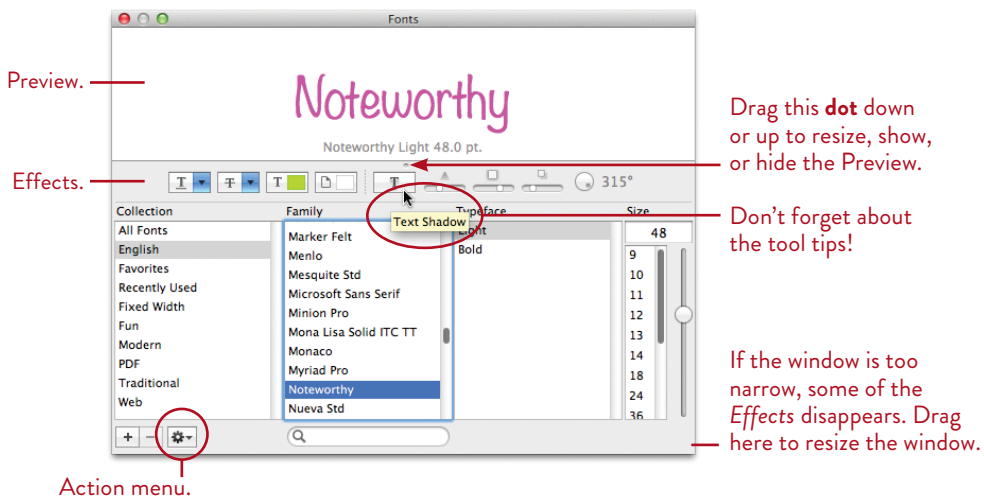 Fonts
Preview.
Noteworthy
Noteworthy Light 48.0 pt.
Drag this dot down
or up to resize, show,
or hide the Preview.
Effects.
T T T T 315°
Collection Family Typeface Size
Text Shadow
Don’t forget about
the tool tips!
All Fonts
English
Favorites
Recently Used
Fixed Width
Fun
Modern
PDF
Traditional
Web
Marker Felt
Menlo
Mesquite Std
Microsoft Sans Serif
Minion Pro
Mona Lisa Solid ITC TT
Monaco
Myriad Pro
Noteworthy
Nueva Std
Light
Bold
48
9
10
11
12
13
14
18
24
36
If the window is too
narrow, some of the
Effects disappears. Drag
here to resize the window.
Action menu.